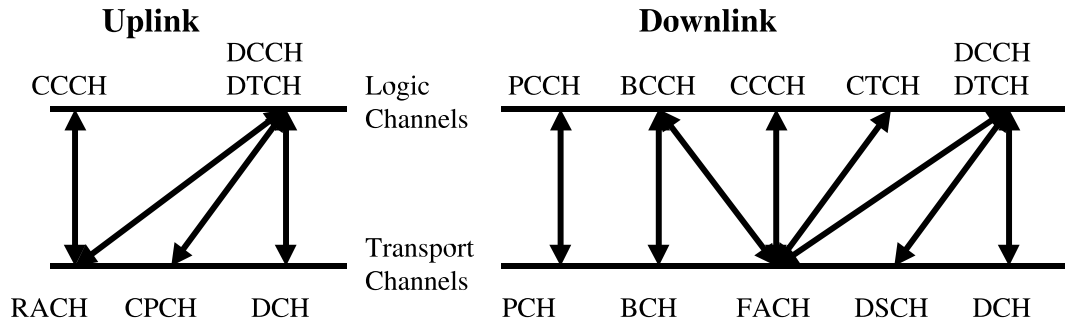 Uplink
DCCH
CCCH DTCH
Logic
Channels
Transport
Channels
RACH CPCH DCH
Downlink
DCCH
PCCH BCCH CCCH CTCH DTCH
PCH BCH FACH DSCH DCH